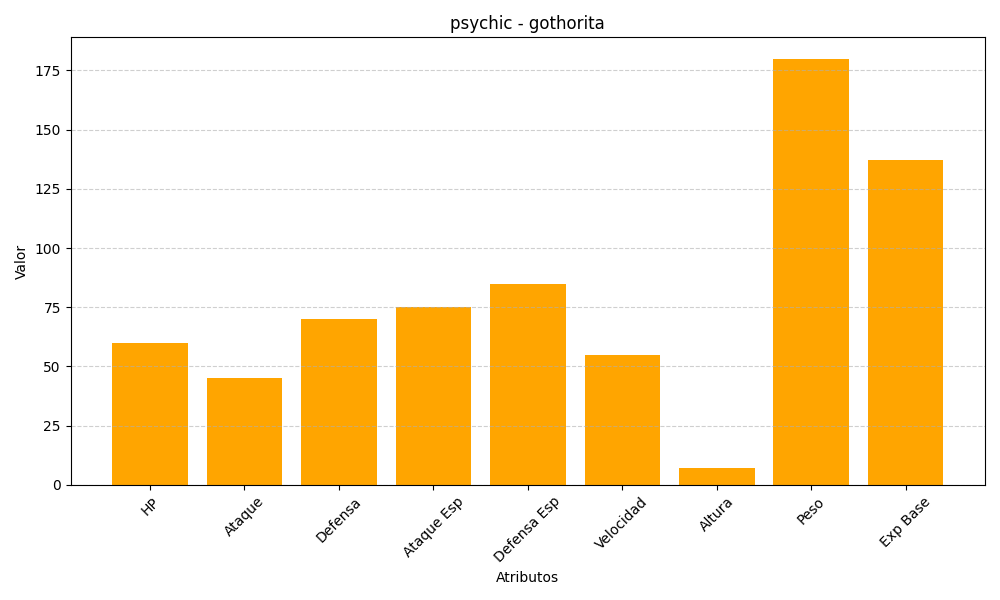 psychic - gothorita
Valor
175
150
125
100
75
50
25
0
HP
Ataque
Defensa
Ataque Esp
Defensa Esp
Velocidad
Altura
Peso
Exp Base
Atributos